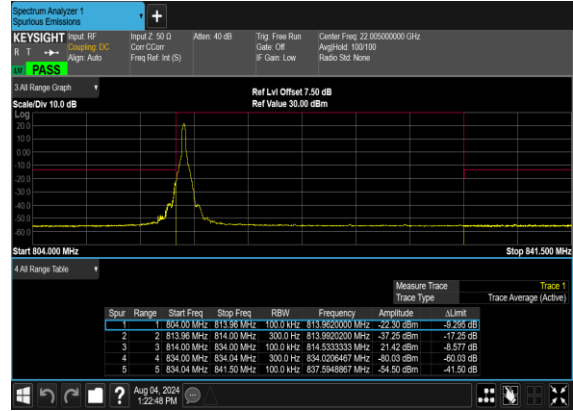 Spectrum Analyzer 1
Spurious Emissions
+
KEYSIGHT Input: RF Input Z: 50 Ω Atten: 40 dB Trig: Free Run Center Freq: 22.005000000 GHz
R T Coupling: DC Corr CCorr Gate: Off Avg|Hold: 100/100
Align: Auto Freq Ref: Int (S) IF Gain: Low Radio Std: None
PASS
3 All Range Graph
Ref Lvl Offset 7.50 dB
Scale/Div 10.0 dB Ref Value 30.00 dBm
Log
20.0
10.0
0.00
-10.0
-20.0
-30.0
-40.0
-50.0
-60.0
Start 804.000 MHz Stop 841.500 MHz
4 All Range Table
Measure Trace Trace 1
Trace Type Trace Average (Active)
Spur Range Start Freq Stop Freq RBW Frequency Amplitude ΔLimit
1 1 804.00 MHz 813.96 MHz 100.0 kHz 813.9620000 MHz -22.30 dBm -9.295 dB
2 2 813.96 MHz 814.00 MHz 300.0 Hz 813.9920200 MHz -37.25 dBm -17.25 dB
3 3 814.00 MHz 834.00 MHz 100.0 kHz 814.5333333 MHz 21.42 dBm -8.577 dB
4 4 834.00 MHz 834.04 MHz 300.0 Hz 834.0206467 MHz -80.03 dBm -60.03 dB
5 5 834.04 MHz 841.50 MHz 100.0 kHz 837.5948867 MHz -54.50 dBm -41.50 dB
? Aug 04, 2024
1:22:48 PM